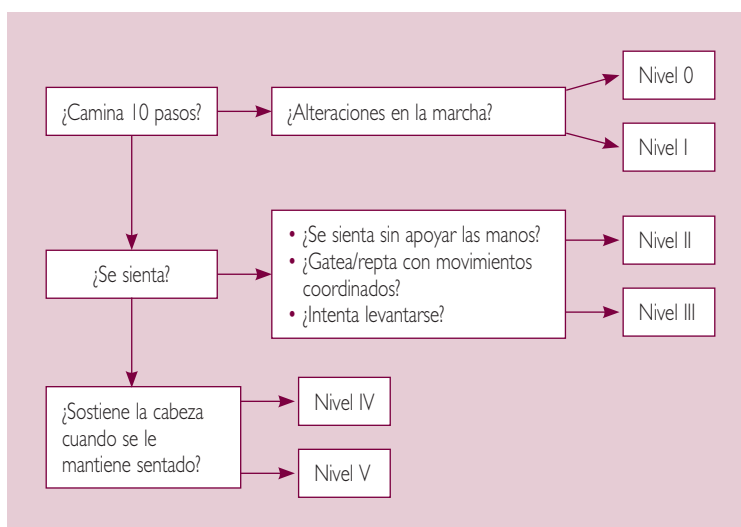 ¿Camina 10 pasos?
¿Alteraciones en la marcha?
Nivel 0
Nivel I
¿Se sienta?
• ¿Se sienta sin apoyar las manos?
• ¿Gatea/repta con movimientos
coordinados?
• ¿Intenta levantarse?
Nivel II
Nivel III
¿Sostiene la cabeza
cuando se le
mantiene sentado?
Nivel IV
Nivel V